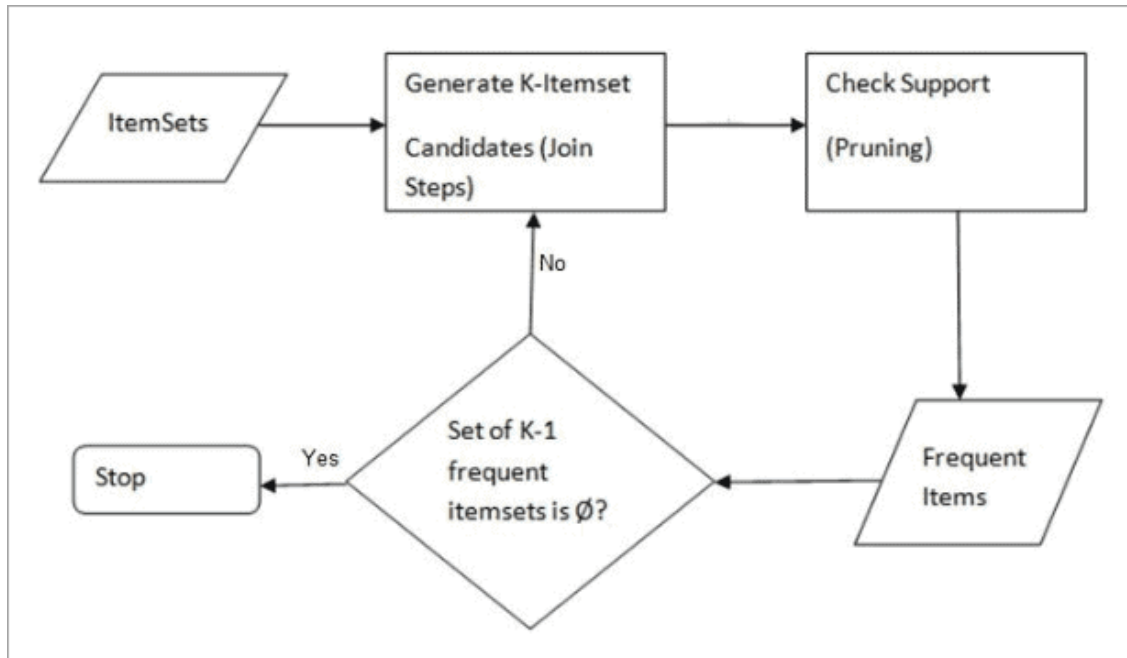 ItemSets
Generate K-Itemset
Candidates (Join
Steps)
Check Support
(Pruning)
No
Set of K-1
frequent
itemsets is Ø?
Yes
Stop
Frequent
Items